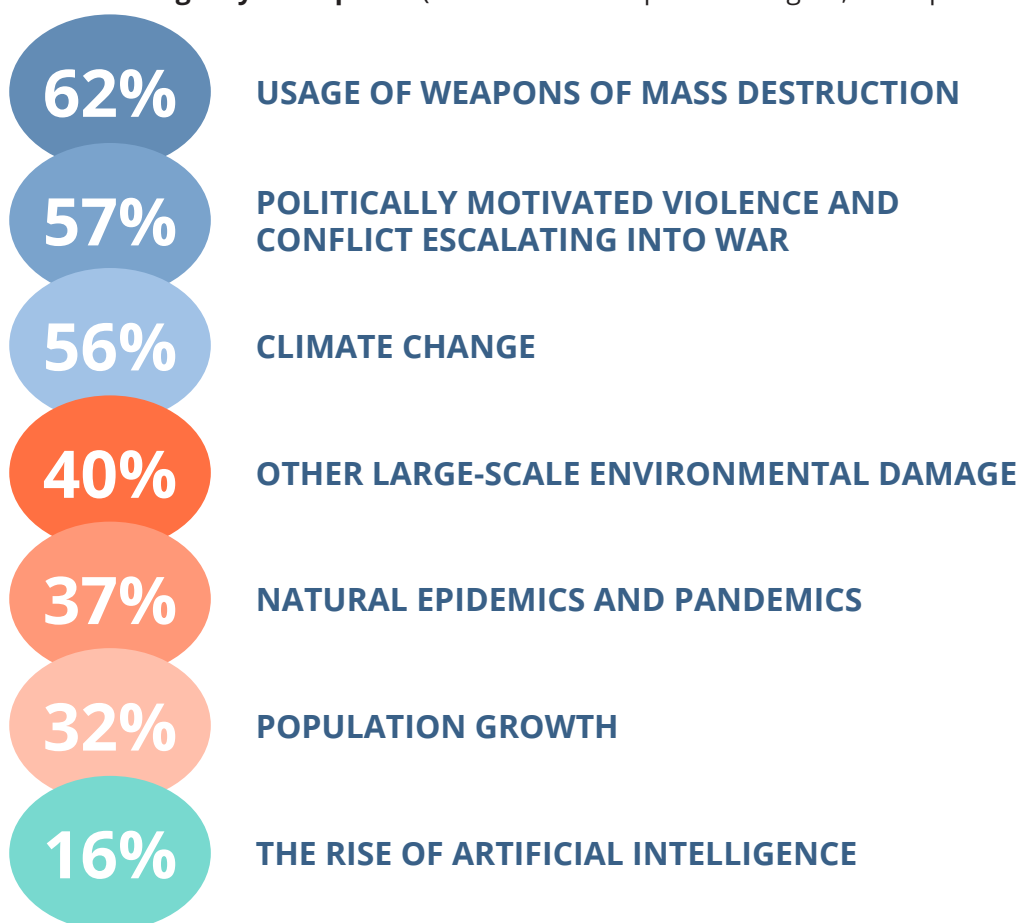 62%
USAGE OF WEAPONS OF MASS DESTRUCTION
57%
POLITICALLY MOTIVATED VIOLENCE AND
CONFLICT ESCALATING INTO WAR
56%
CLIMATE CHANGE
40%
OTHER LARGE-SCALE ENVIRONMENTAL DAMAGE
37%
NATURAL EPIDEMICS AND PANDEMICS
32%
POPULATION GROWTH
16%
THE RISE OF ARTIFICIAL INTELLIGENCE